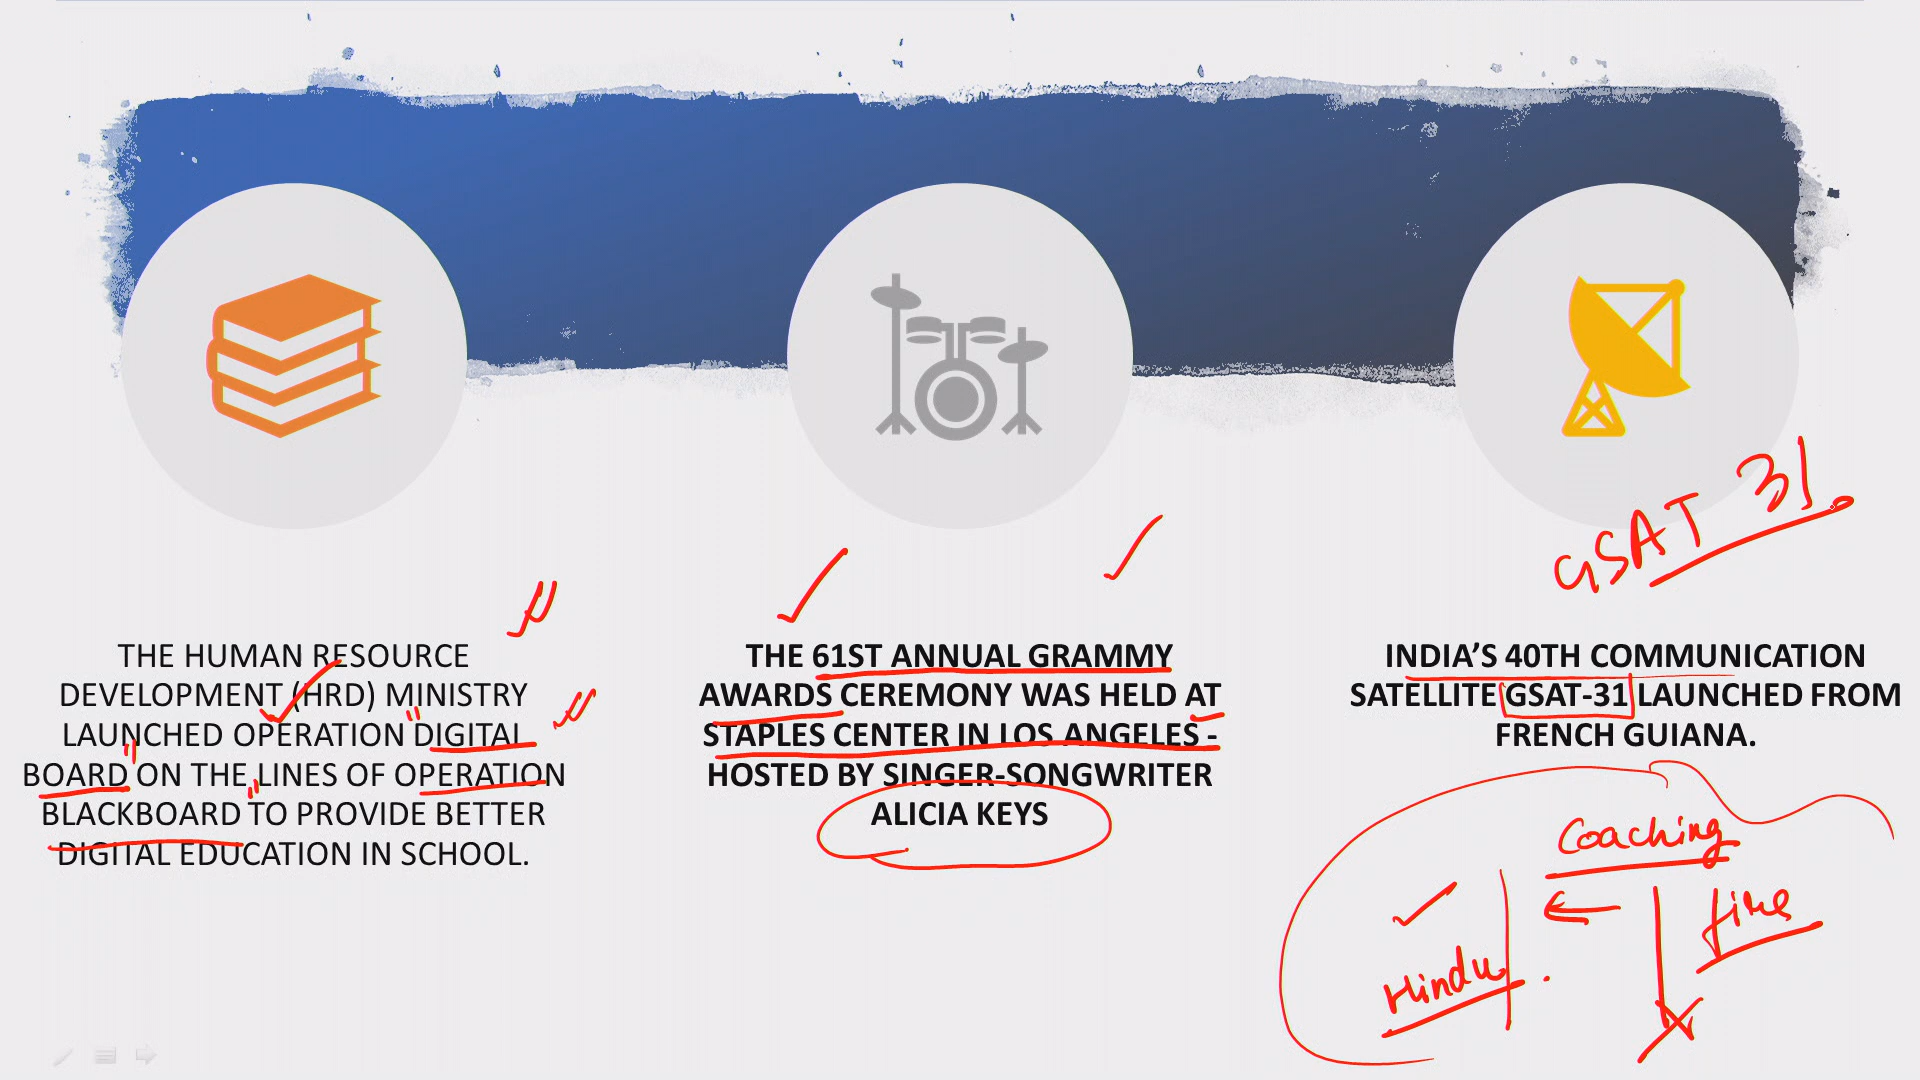 THE HUMAN RESOURCE
DEVELOPMENT (HRD) MINISTRY
LAUNCHED OPERATION DIGITAL
BOARD ON THE LINES OF OPERATION
BLACKBOARD TO PROVIDE BETTER
DIGITAL EDUCATION IN SCHOOL.
THE 61ST ANNUAL GRAMMY
AWARDS CEREMONY WAS HELD AT
STAPLES CENTER IN LOS ANGELES -
HOSTED BY SINGER-SONGWRITER
ALICIA KEYS
GSAT 31
INDIA'S 40TH COMMUNICATION
SATELLITE GSAT-31 LAUNCHED FROM
FRENCH GUIANA.
Coaching
Hindu